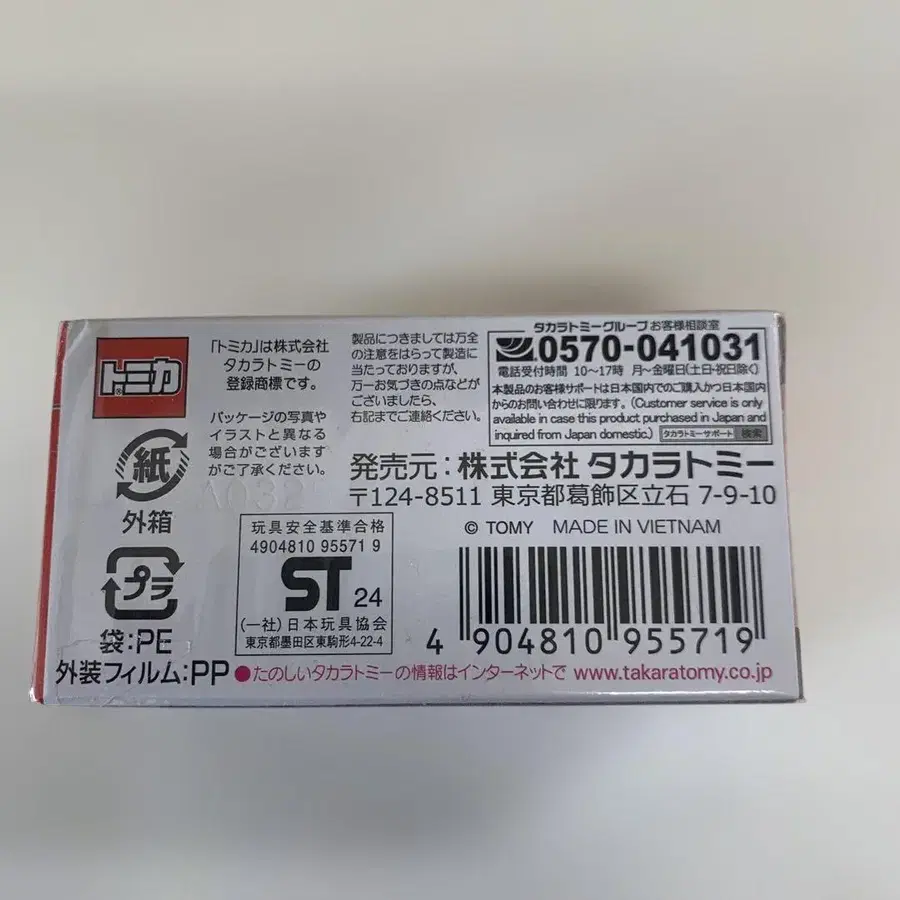 トミカ
®
「トミカ」は株式会社
タカラトミーの
登録商標です。
パッケージの写真や
イラストと異なる
場合がございます
がご了承ください。
製品につきましては万全
の注意をはらって製造に
当たっておりますが、
万一お気づきの点などが
ございましたら、
右記までご連絡ください。
タカラトミーグループ お客様相談室
0570-041031
電話受付時間 10〜17時 月〜金曜日(土日・祝日除く)
本製品のお客様サポートは日本国内でのご購入かつ日本国内
からのお問い合わせに限ります。(Customer service is only
available in case this product purchased in Japan and
inquired from Japan domestic.) タカラトミーサポート 検索
発売元:株式会社 タカラトミー
〒124-8511 東京都葛飾区立石 7-9-10
© TOMY MADE IN VIETNAM
紙
外箱
プラ
袋:PE
外装フィルム:PP
玩具安全基準合格
4904810 95571 9
ST 24
(一社)日本玩具協会
東京都墨田区東駒形4-22-4
4 904810 955719
●たのしいタカラトミーの情報はインターネットで www.takaratomy.co.jp